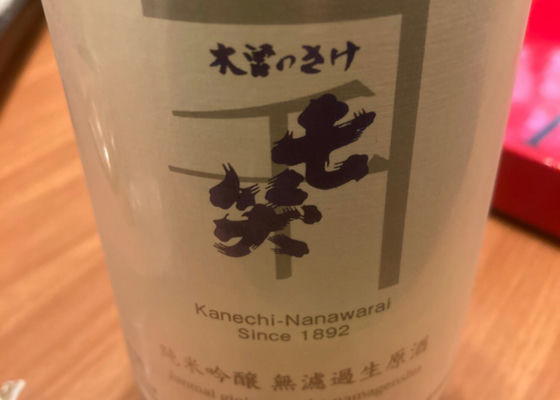 木曽のさけ
七笑
Kanechi-Nanawarai
Since 1892
純米吟醸 無濾過生原酒
junmai